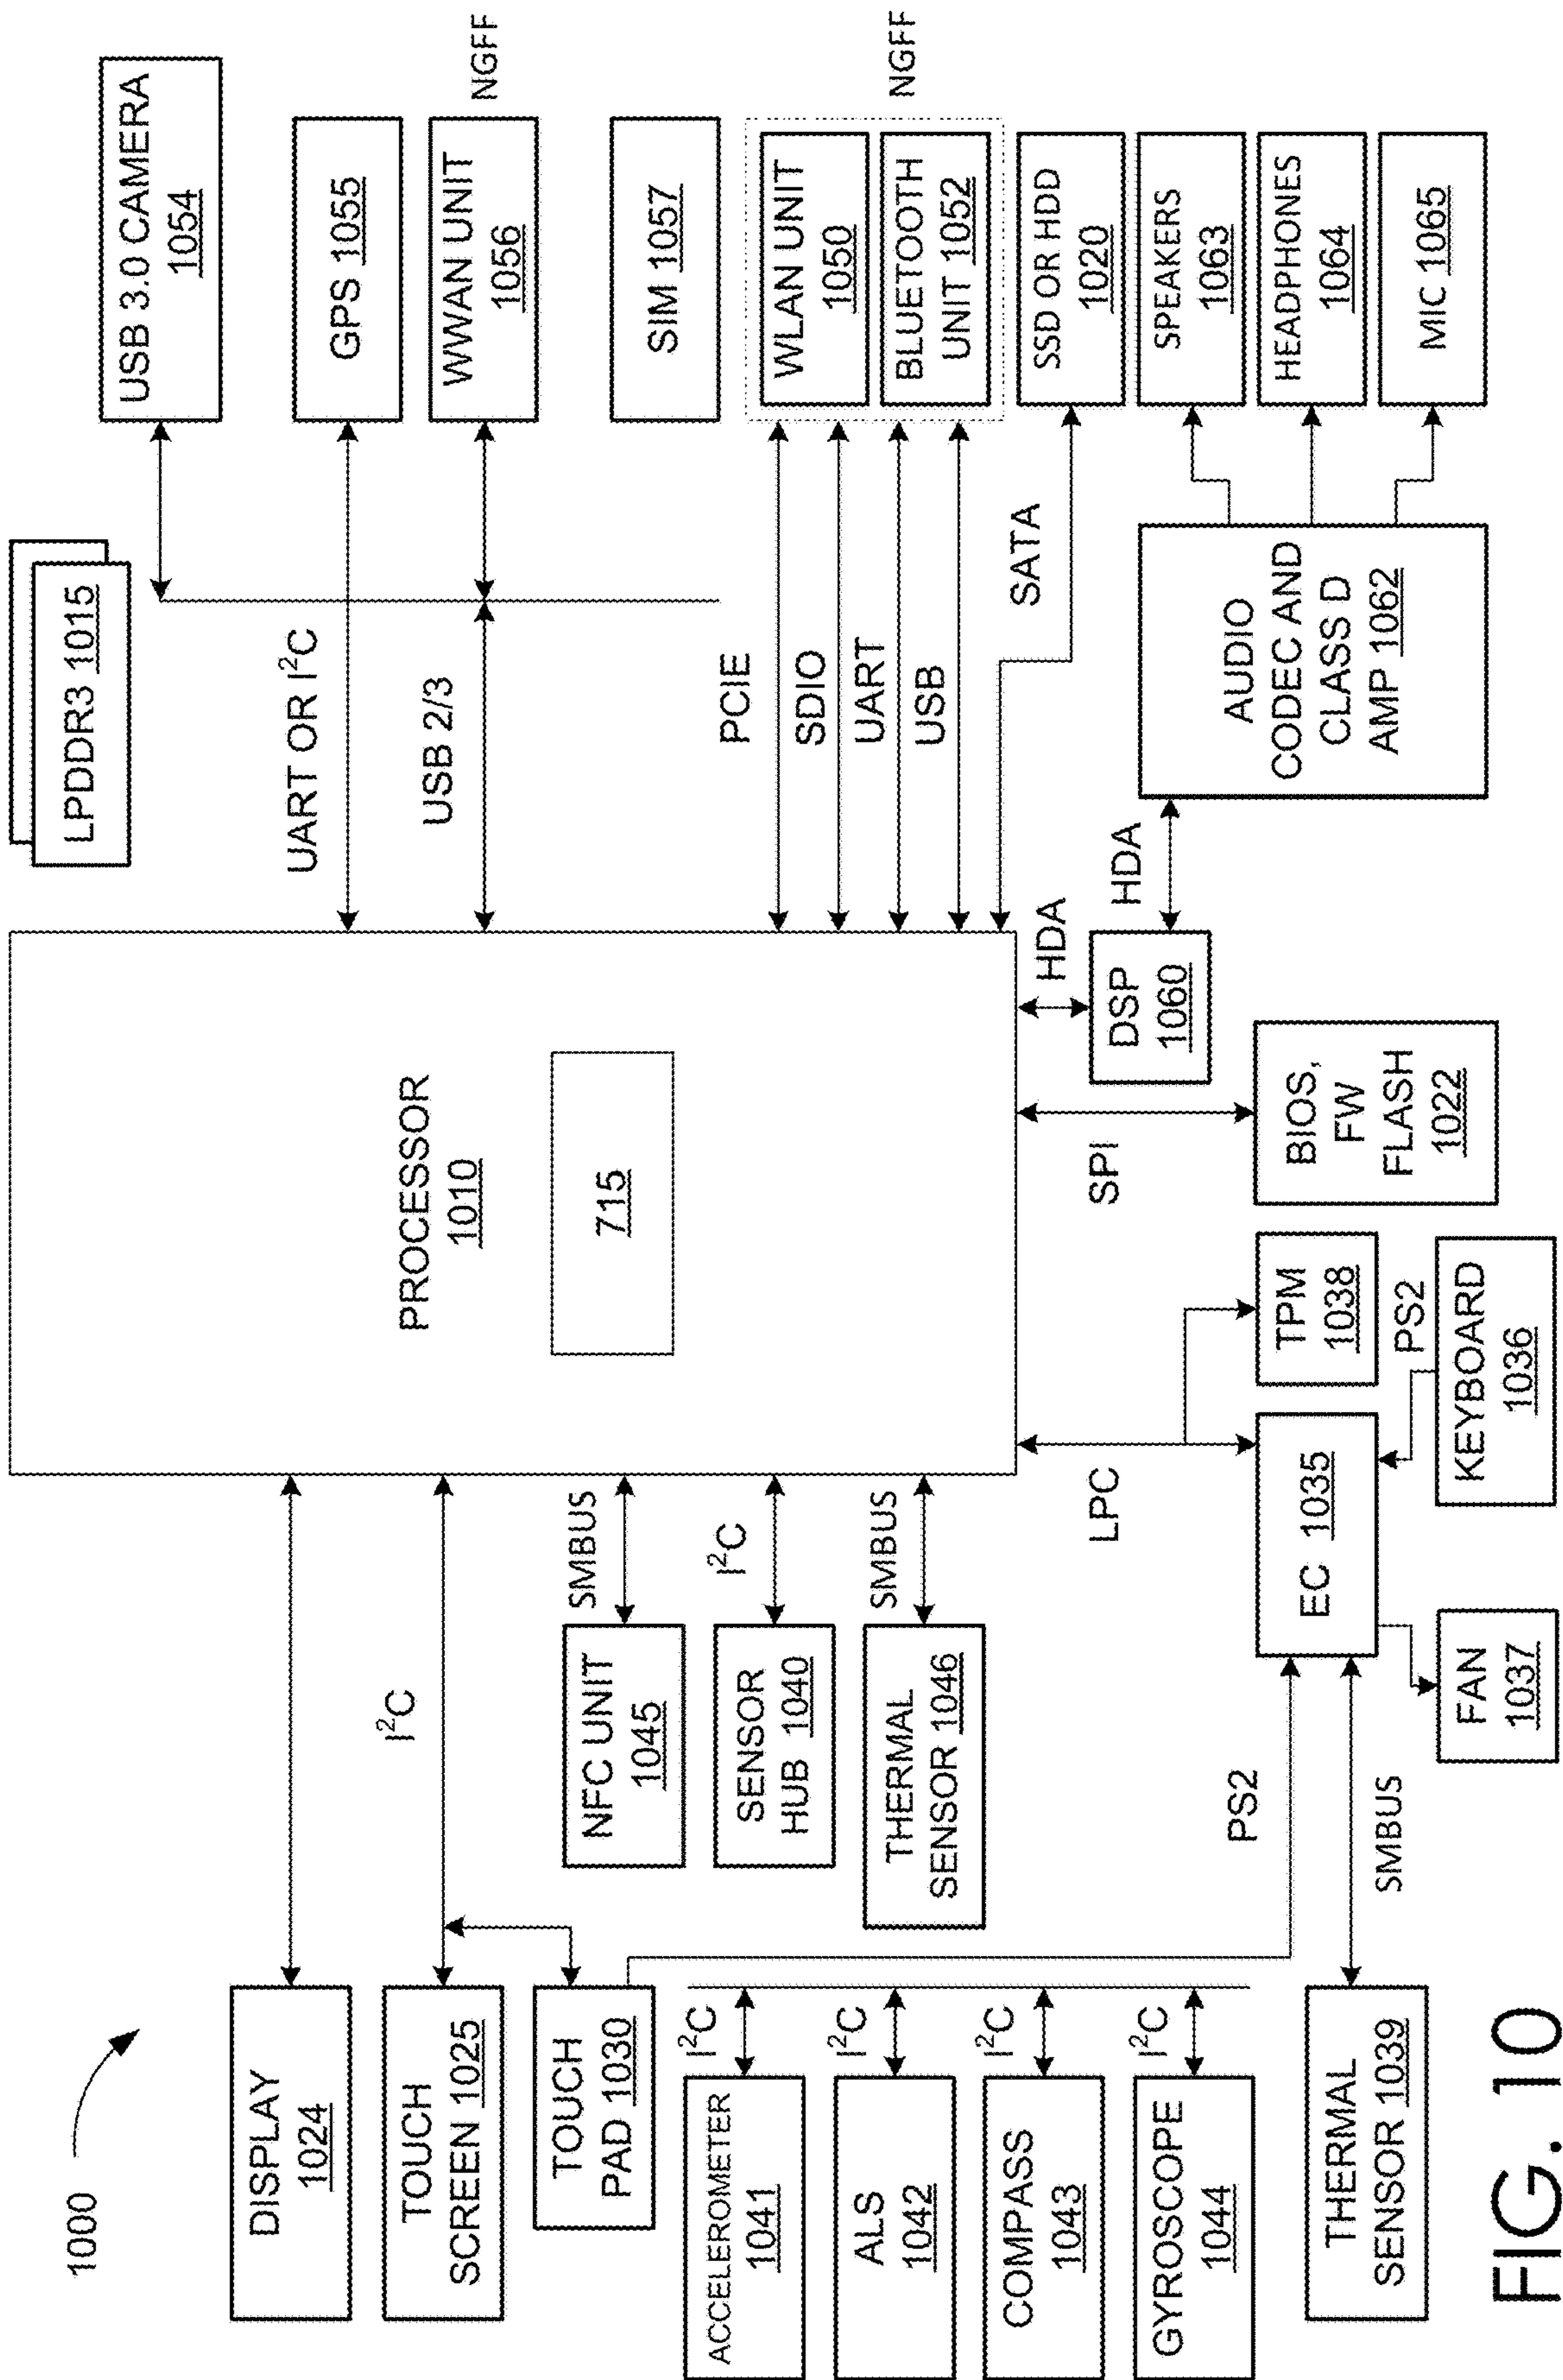 1000
DISPLAY
1024
TOUCH
SCREEN 1025
TOUCH
PAD 1030
I²C
ACCELEROMETER
1041
I²C
ALS
1042
I²C
COMPASS
1043
I²C
GYROSCOPE
1044
I²C
THERMAL
SENSOR 1039
SMBUS
PS2
NFC UNIT
1045
SMBUS
SENSOR
HUB 1040
I²C
THERMAL
SENSOR 1046
SMBUS
FAN
1037
EC 1035
LPC
KEYBOARD
1036
PS2
TPM
1038
PROCESSOR
1010
715
SPI
BIOS,
FW
FLASH
1022
DSP
1060
HDA
HDA
AUDIO
CODEC AND
CLASS D
AMP 1062
LPDDR3 1015
UART OR I²C
USB 2/3
PCIE
SDIO
UART
USB
SATA
USB 3.0 CAMERA
1054
GPS 1055
WWAN UNIT
1056
NGFF
SIM 1057
WLAN UNIT
1050
BLUETOOTH
UNIT 1052
NGFF
SSD OR HDD
1020
SPEAKERS
1063
HEADPHONES
1064
MIC 1065
FIG. 10